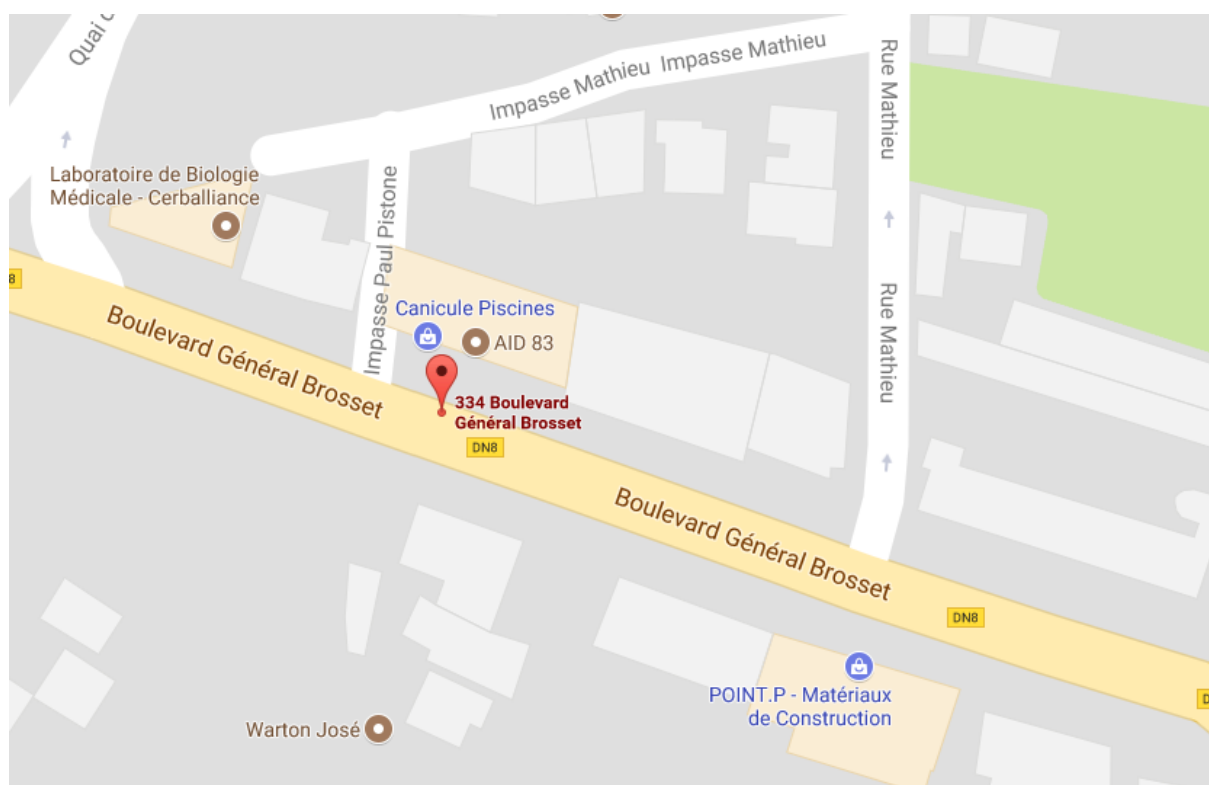 Quai
Impasse Mathieu
Impasse Mathieu
Rue Mathieu
Laboratoire de Biologie
Médicale - Cerballiance
Impasse Paul Pistone
8
Canicule Piscines
AID 83
Rue Mathieu
Boulevard Général Brosset
334 Boulevard
Général Brosset
DN8
Boulevard Général Brosset
DN8
POINT.P - Matériaux
de Construction
Warton José